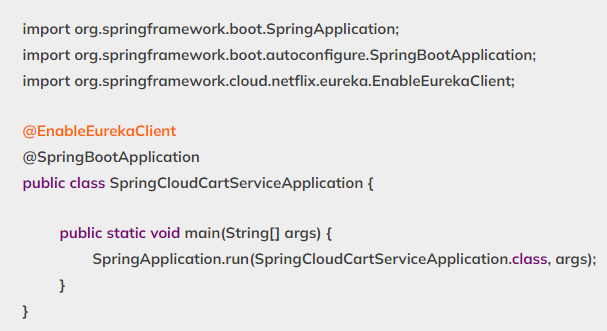 import org.springframework.boot.SpringApplication;
import org.springframework.boot.autoconfigure.SpringBootApplication;
import org.springframework.cloud.netflix.eureka.EnableEurekaClient;
@EnableEurekaClient
@SpringBootApplication
public class SpringCloudCartServiceApplication {
public static void main(String[] args) {
SpringApplication.run(SpringCloudCartServiceApplication.class, args);
}
}